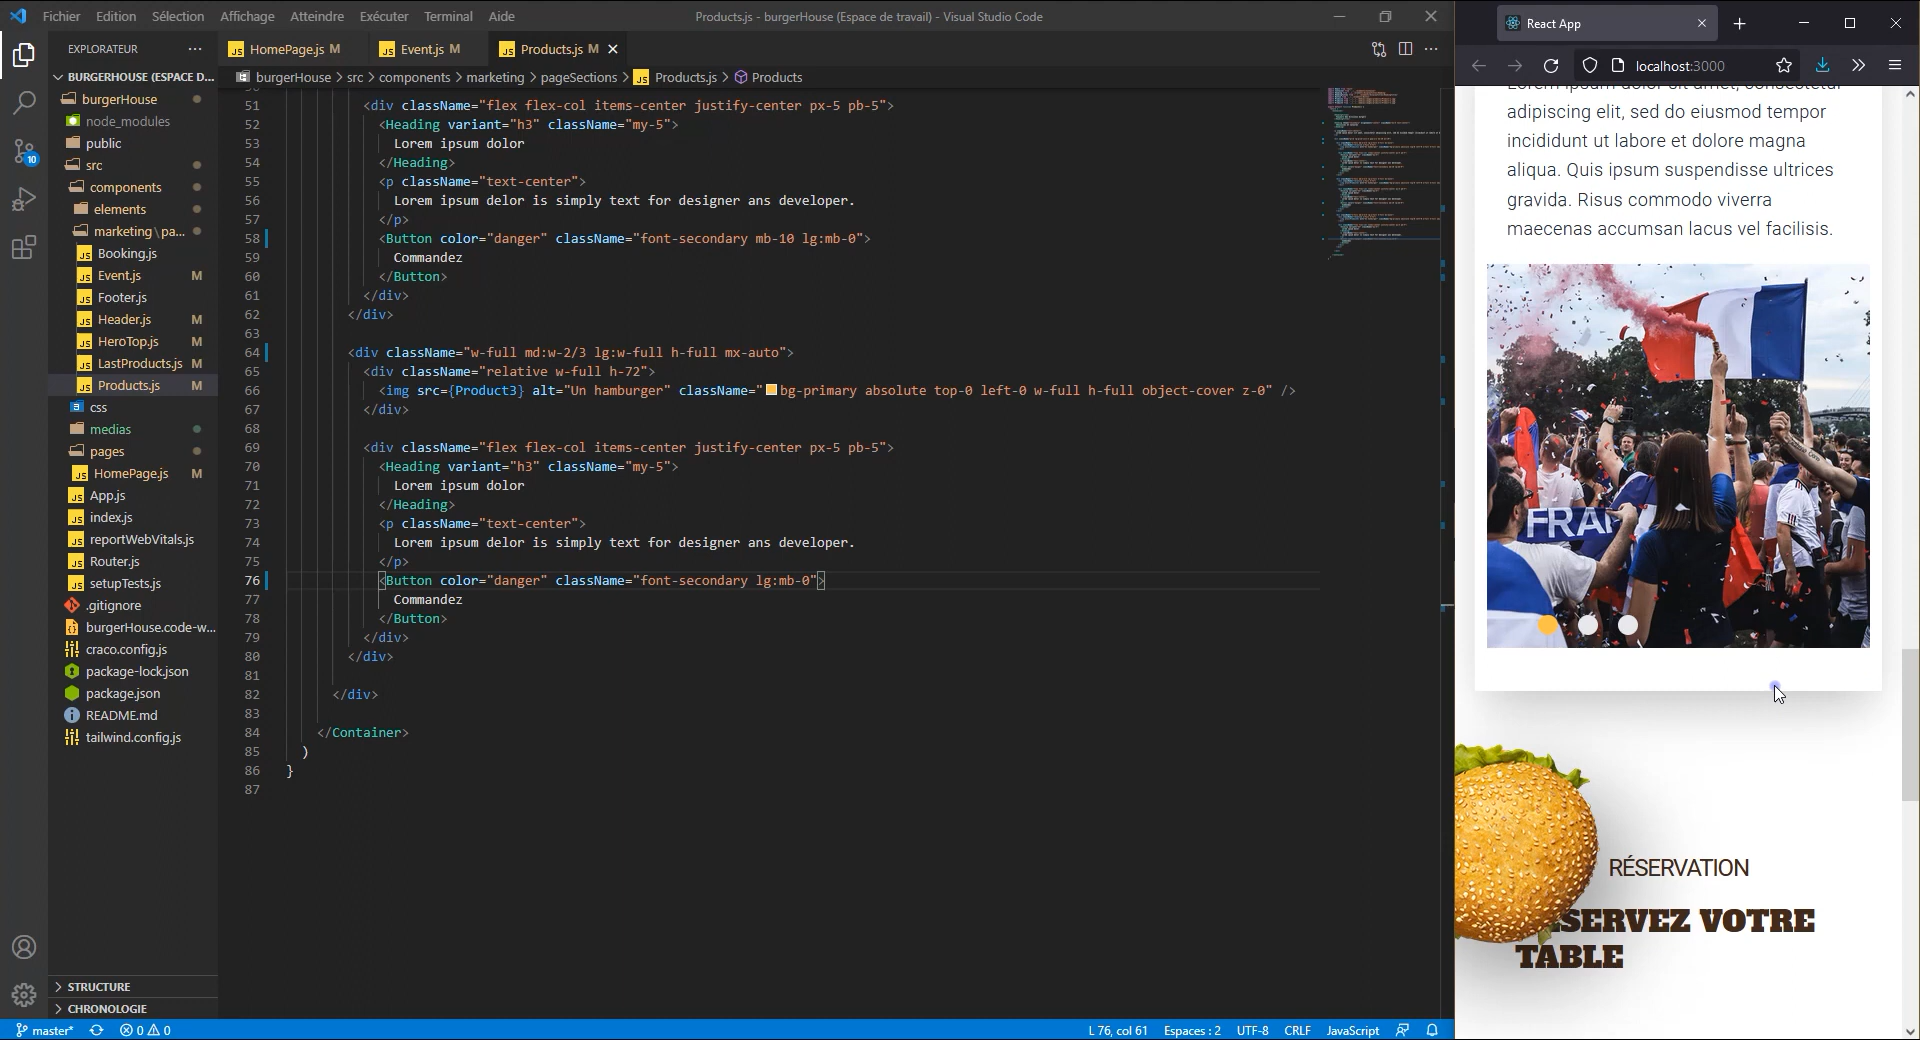 Fichier Edition Sélection Affichage Atteindre Exécuter Terminal Aide
Products.js - burgerHouse (Espace de travail) - Visual Studio Code
EXPLORATEUR
BURGERHOUSE (ESPACE D...
burgerHouse
node_modules
public
src
components
elements
marketing \ pa...
Booking.js
Event.js M
Footer.js
Header.js M
HeroTop.js M
LastProducts.js M
Products.js M
css
medias
pages
HomePage.js M
App.js
index.js
reportWebVitals.js
Router.js
setupTests.js
.gitignore
burgerHouse.code-w...
craco.config.js
package-lock.json
package.json
README.md
tailwind.config.js
STRUCTURE
CHRONOLOGIE
10
HomePage.js M Event.js M Products.js M
burgerHouse > src > components > marketing > pageSections > Products.js > Products
51 <div className="flex flex-col items-center justify-center px-5 pb-5">
52 <Heading variant="h3" className="my-5">
53 Lorem ipsum dolor
54 </Heading>
55 <p className="text-center">
56 Lorem ipsum delor is simply text for designer ans developer.
57 </p>
58 <Button color="danger" className="font-secondary mb-10 lg:mb-0">
59 Commandez
60 </Button>
61 </div>
62 </div>
63
64 <div className="w-full md:w-2/3 lg:w-full h-full mx-auto">
65 <div className="relative w-full h-72">
66 <img src={Product3} alt="Un hamburger" className="bg-primary absolute top-0 left-0 w-full h-full object-cover z-0" />
67 </div>
68
69 <div className="flex flex-col items-center justify-center px-5 pb-5">
70 <Heading variant="h3" className="my-5">
71 Lorem ipsum dolor
72 </Heading>
73 <p className="text-center">
74 Lorem ipsum delor is simply text for designer ans developer.
75 </p>
76 <Button color="danger" className="font-secondary lg:mb-0">
77 Commandez
78 </Button>
79 </div>
80 </div>
81
82 </div>
83
84 </Container>
85 )
86 }
87
master* 0 0
L 76, col 61 Espaces : 2 UTF-8 CRLF JavaScript
React App
localhost:3000
Lorem ipsum dolor sit amet, consectetur
adipiscing elit, sed do eiusmod tempor
incididunt ut labore et dolore magna
aliqua. Quis ipsum suspendisse ultrices
gravida. Risus commodo viverra
maecenas accumsan lacus vel facilisis.
FRA
RÉSERVATION
SERVEZ VOTRE
TABLE